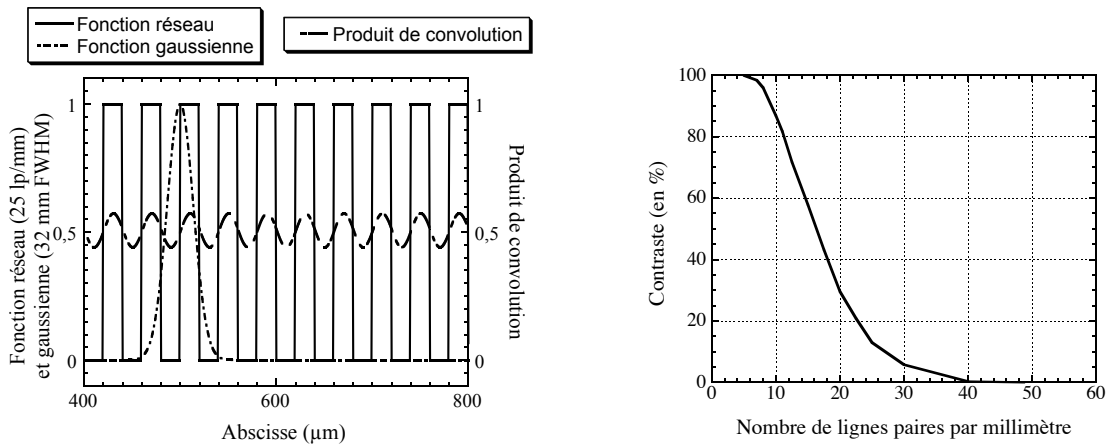 Fonction réseau
Fonction gaussienne
Produit de convolution
Fonction réseau (25 lp/mm)
et gaussienne (32 mm FWHM)
1
0,5
0
1
0,5
0
Produit de convolution
400
600
800
Abscisse (µm)
Contraste (en %)
100
80
60
40
20
0
0
10
20
30
40
50
60
Nombre de lignes paires par millimètre